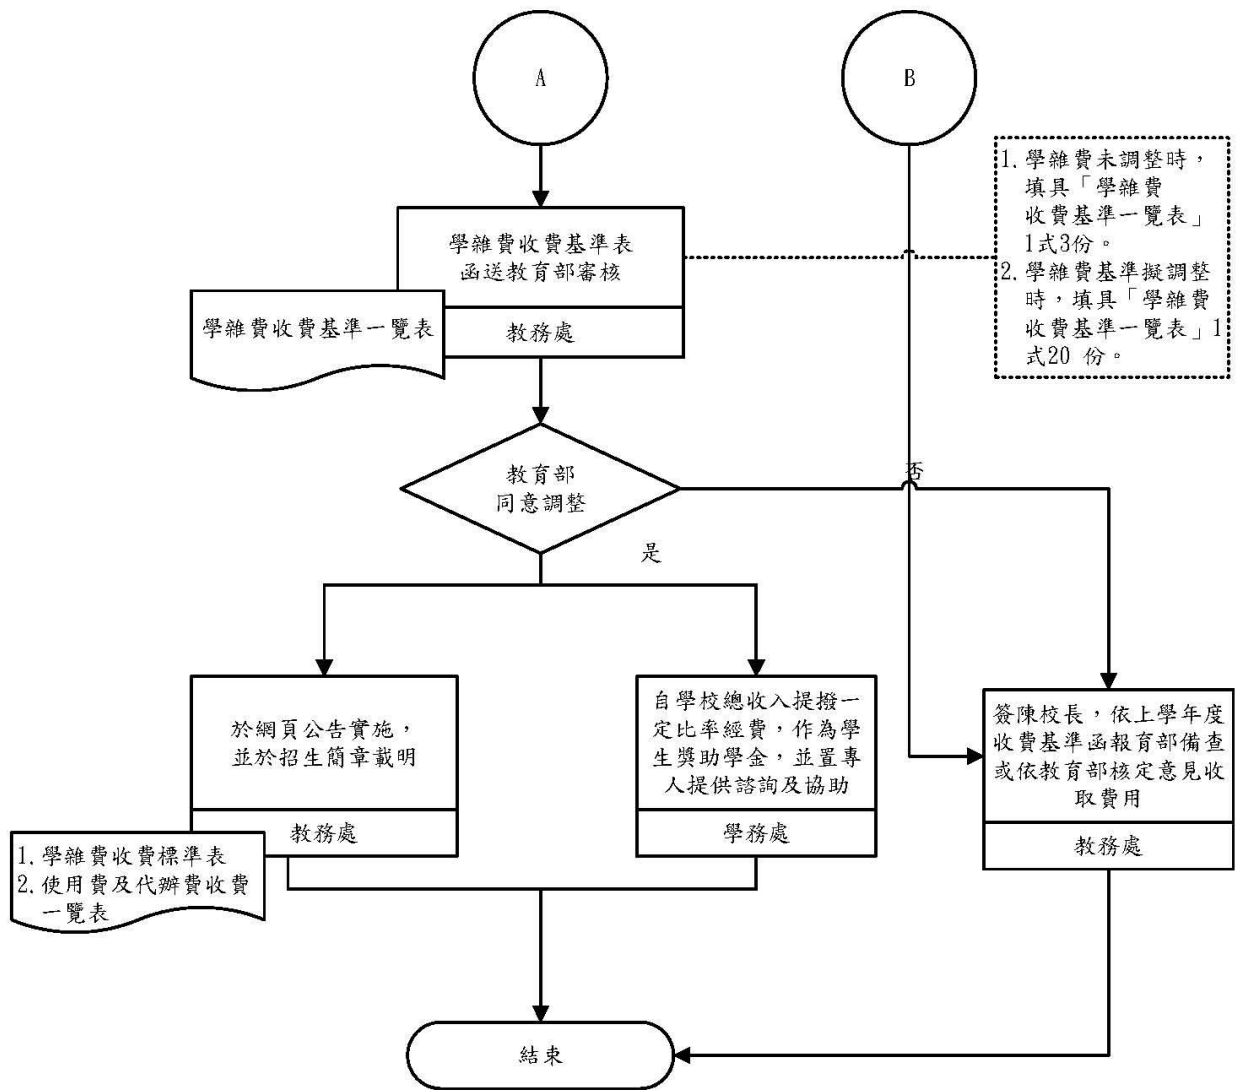 A
B
學雜費收費基準表
函送教育部審核
教務處
學雜費收費基準一覽表
1. 學雜費未調整時，
填具「學雜費
收費基準一覽表」
1式3份。
2. 學雜費基準擬調整
時，填具「學雜費
收費基準一覽表」1
式20 份。
教育部
同意調整
否
是
於網頁公告實施，
並於招生簡章載明
教務處
1. 學雜費收費標準表
2. 使用費及代辦費收費
一覽表
自學校總收入提撥一
定比率經費，作為學
生獎助學金，並置專
人提供諮詢及協助
學務處
簽陳校長，依上學年度
收費基準函報育部備查
或依教育部核定意見收
取費用
教務處
結束